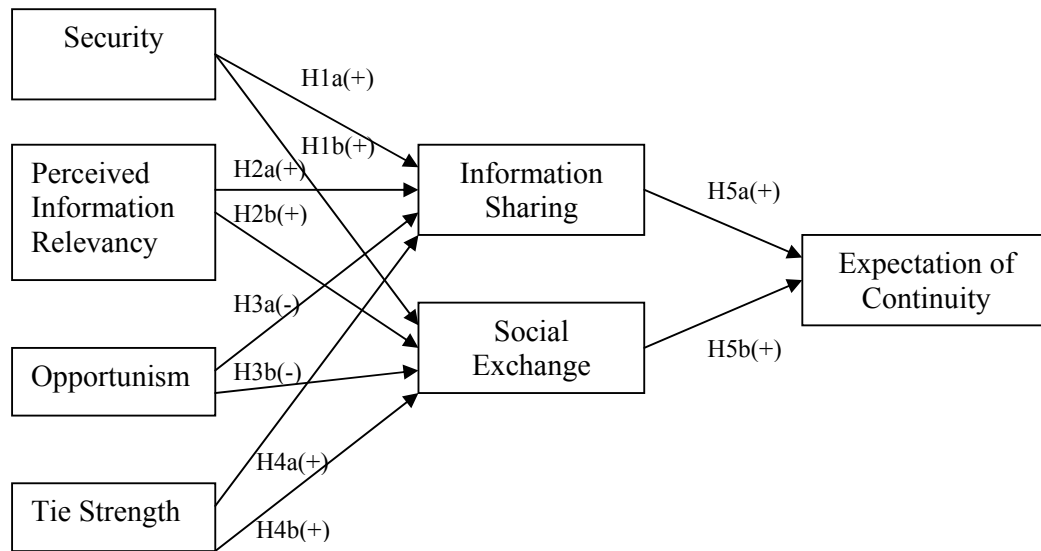 Security
H1a(+)
H1b(+)
Perceived
Information
Relevancy
H2a(+)
H2b(+)
Information
Sharing
H5a(+)
Expectation of
Continuity
H3a(-)
Social
Exchange
H5b(+)
Opportunism
H3b(-)
H4a(+)
Tie Strength
H4b(+)